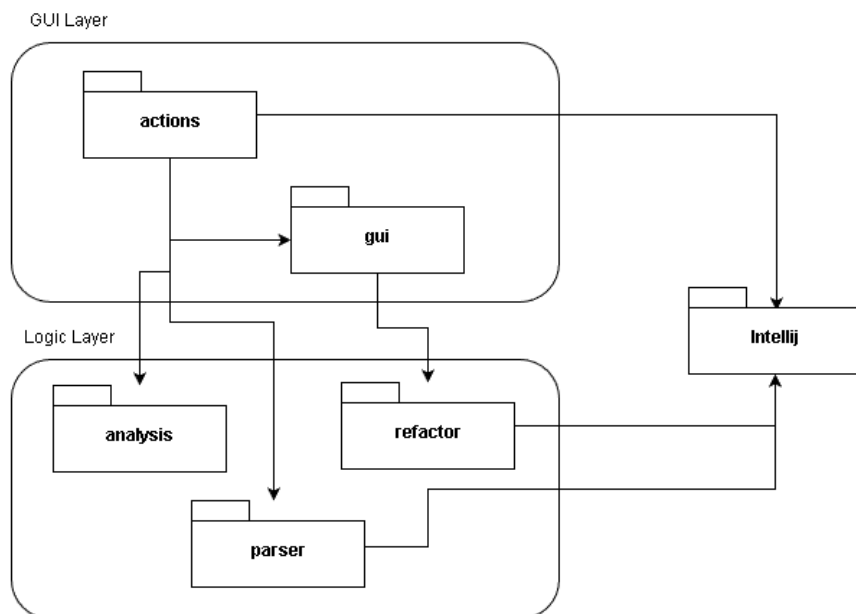 GUI Layer
actions
gui
Intellij
Logic Layer
analysis
refactor
parser